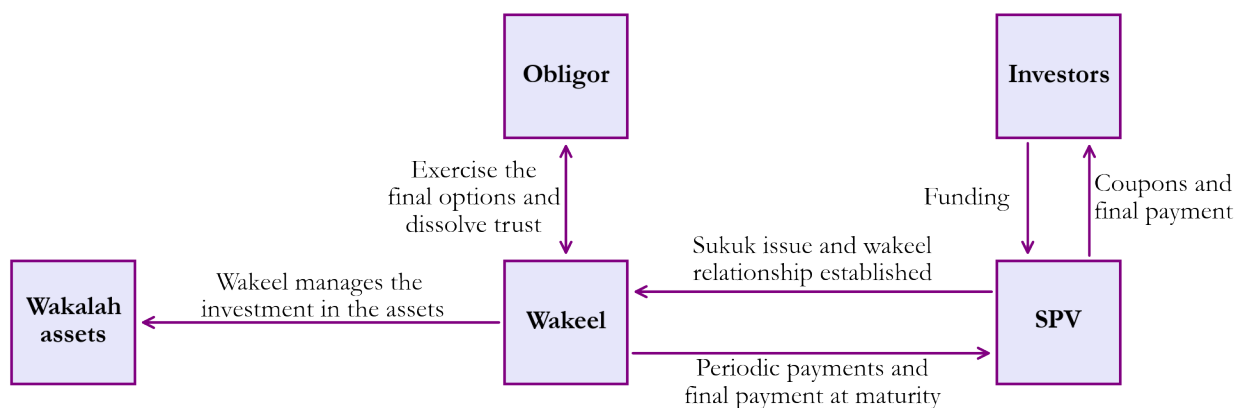 Obligor
Investors
Exercise the
final options and
dissolve trust
Funding
Coupons and
final payment
Sukuk issue and wakeel
relationship established
Wakeel manages the
investment in the assets
Wakalah
assets
Wakeel
SPV
Periodic payments and
final payment at maturity